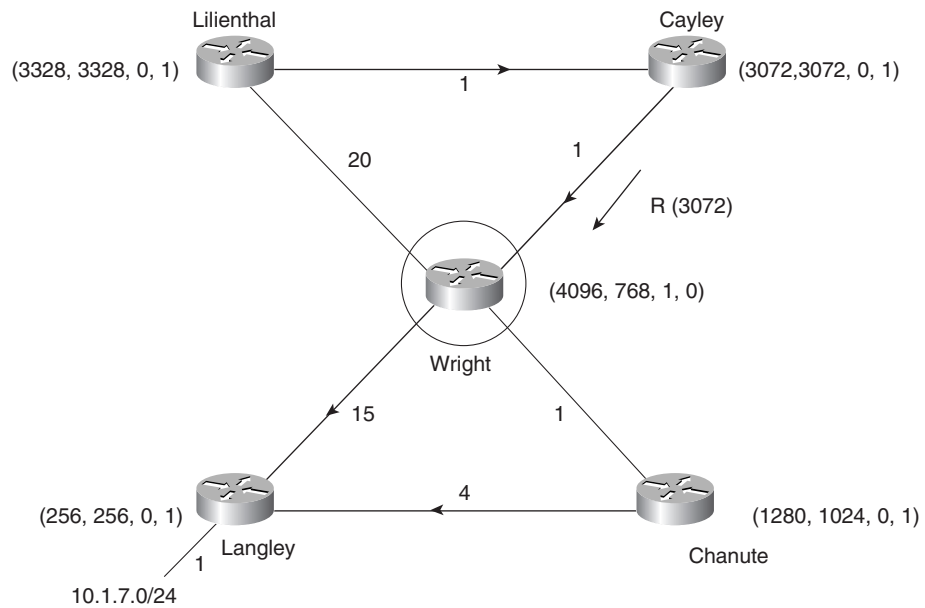 Lilienthal
Cayley
(3328, 3328, 0, 1)
(3072,3072, 0, 1)
1
20
1
R (3072)
(4096, 768, 1, 0)
Wright
15
1
4
(256, 256, 0, 1)
(1280, 1024, 0, 1)
Langley
Chanute
1
10.1.7.0/24